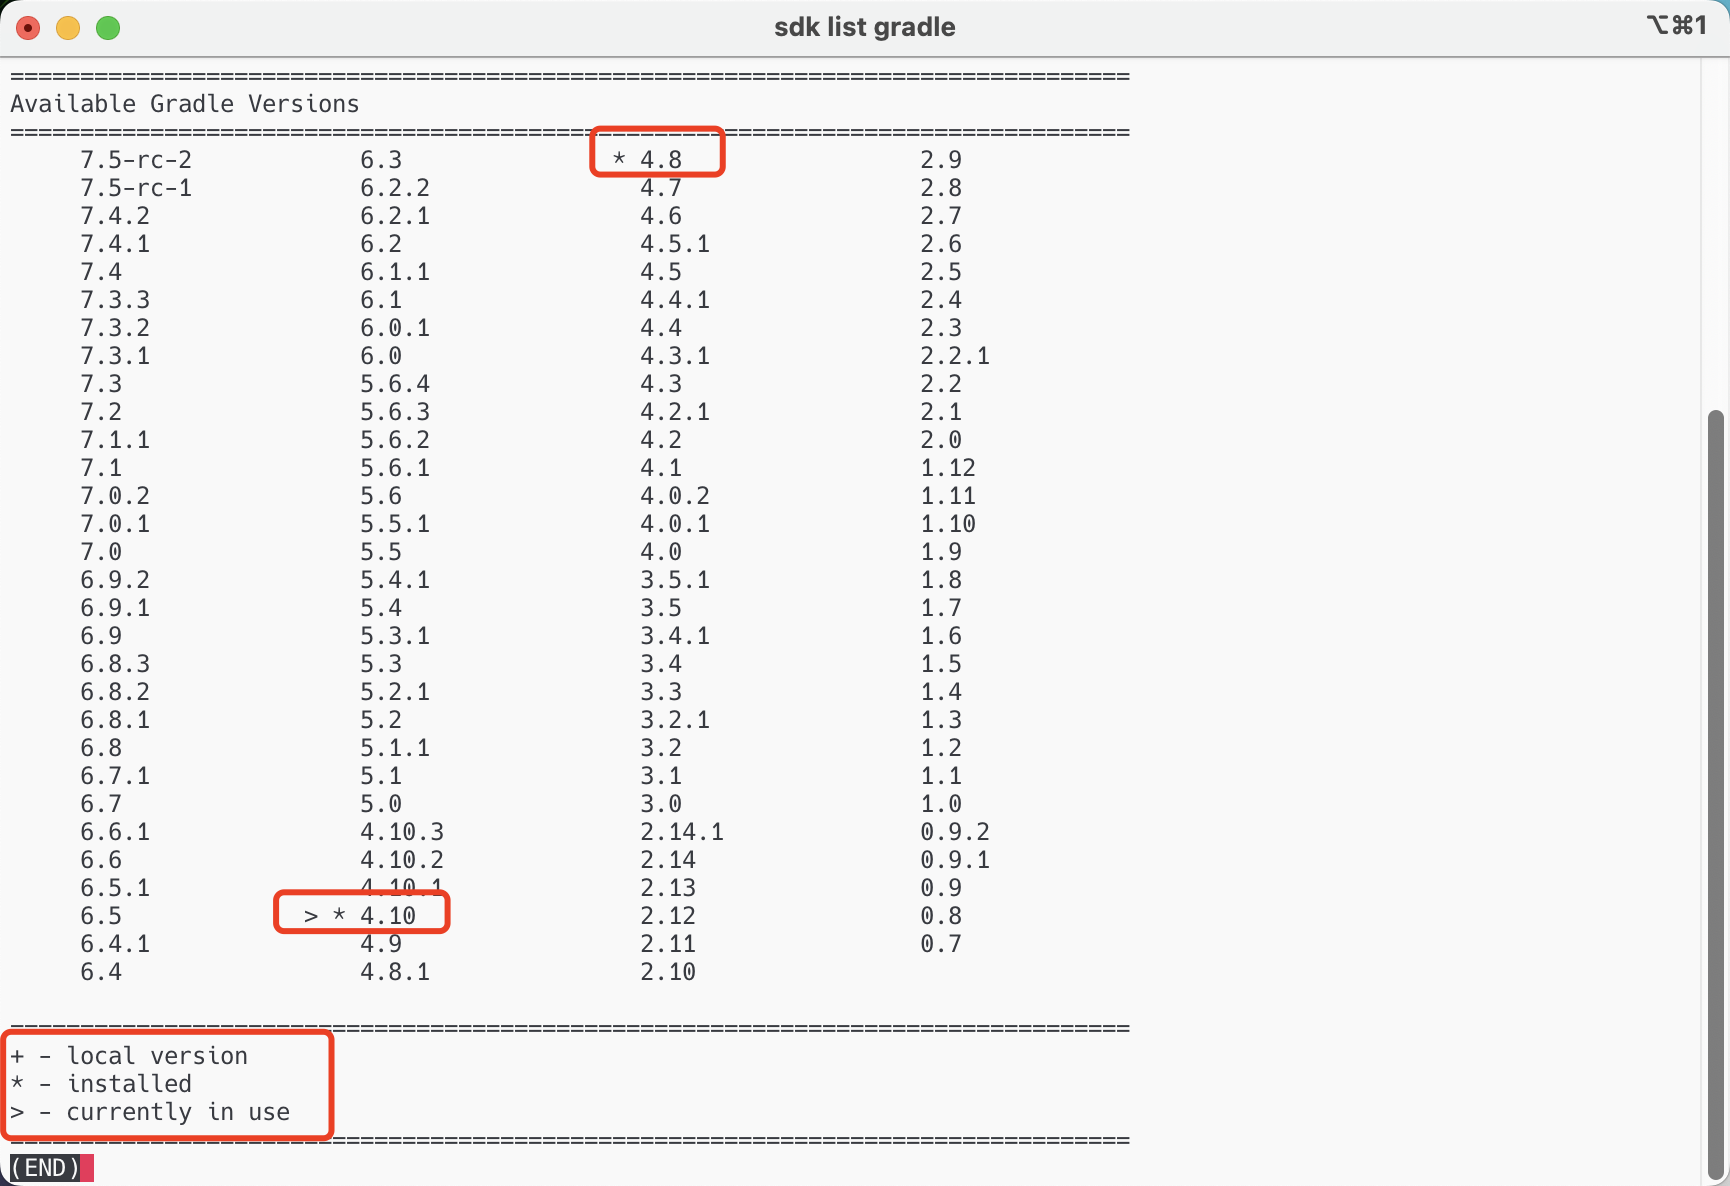 sdk list gradle ⌥⌘1
================================================================================
Available Gradle Versions
================================================================================
     7.5-rc-2            6.3               * 4.8                 2.9
     7.5-rc-1            6.2.2               4.7                 2.8
     7.4.2               6.2.1               4.6                 2.7
     7.4.1               6.2                 4.5.1               2.6
     7.4                 6.1.1               4.5                 2.5
     7.3.3               6.1                 4.4.1               2.4
     7.3.2               6.0.1               4.4                 2.3
     7.3.1               6.0                 4.3.1               2.2.1
     7.3                 5.6.4               4.3                 2.2
     7.2                 5.6.3               4.2.1               2.1
     7.1.1               5.6.2               4.2                 2.0
     7.1                 5.6.1               4.1                 1.12
     7.0.2               5.6                 4.0.2               1.11
     7.0.1               5.5.1               4.0.1               1.10
     7.0                 5.5                 4.0                 1.9
     6.9.2               5.4.1               3.5.1               1.8
     6.9.1               5.4                 3.5                 1.7
     6.9                 5.3.1               3.4.1               1.6
     6.8.3               5.3                 3.4                 1.5
     6.8.2               5.2.1               3.3                 1.4
     6.8.1               5.2                 3.2.1               1.3
     6.8                 5.1.1               3.2                 1.2
     6.7.1               5.1                 3.1                 1.1
     6.7                 5.0                 3.0                 1.0
     6.6.1               4.10.3              2.14.1              0.9.2
     6.6                 4.10.2              2.14                0.9.1
     6.5.1               4.10.1              2.13                0.9
     6.5             > * 4.10                2.12                0.8
     6.4.1               4.9                 2.11                0.7
     6.4                 4.8.1               2.10
================================================================================
+ - local version
* - installed
> - currently in use
================================================================================
(END)